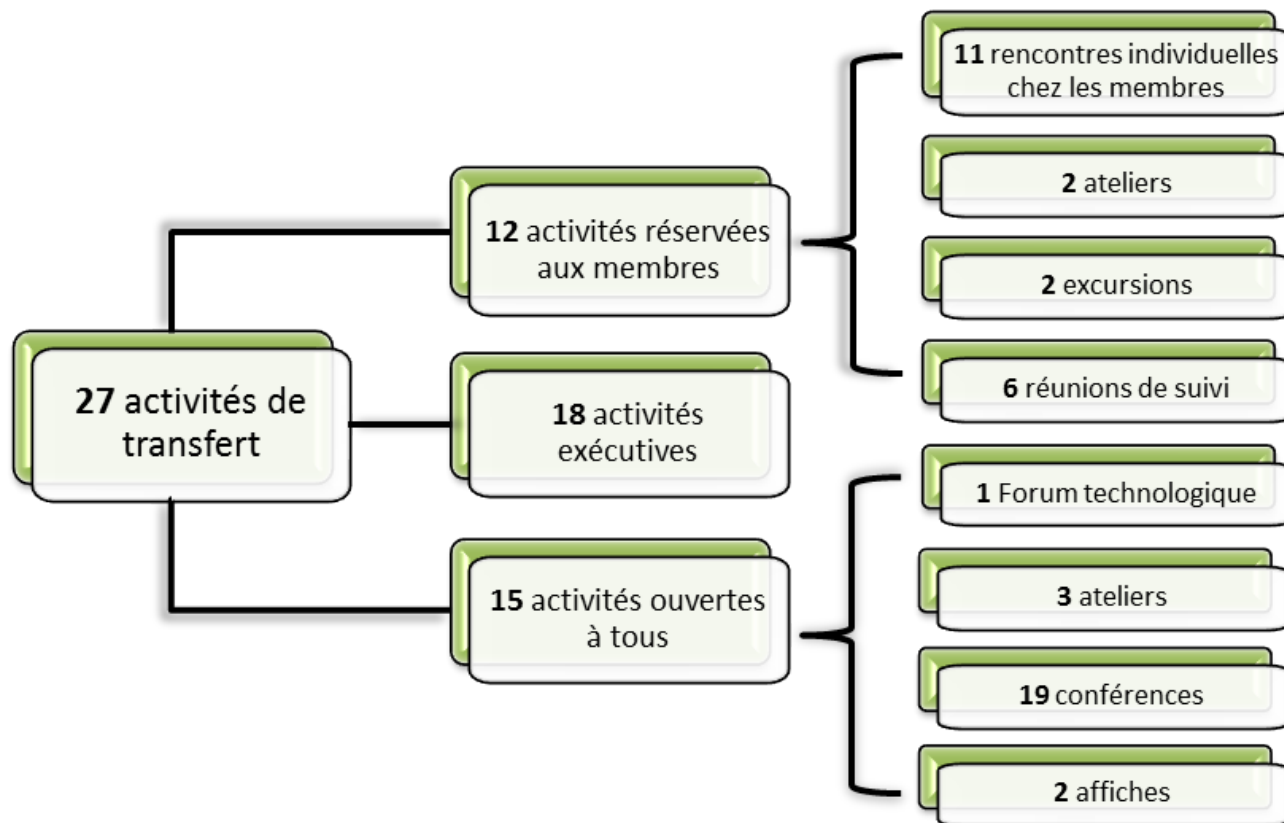 27 activités de
transfert
12 activités réservées
aux membres
11 rencontres individuelles
chez les membres
2 ateliers
2 excursions
6 réunions de suivi
18 activités
exécutives
15 activités ouvertes
à tous
1 Forum technologique
3 ateliers
19 conférences
2 affiches